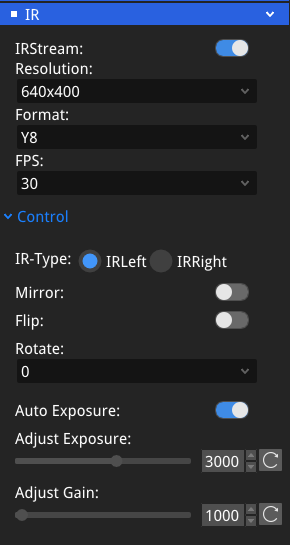 IR
IRStream:
Resolution:
640x400
Format:
Y8
FPS:
30
Control
IR-Type: IRLeft IRRight
Mirror:
Flip:
Rotate:
0
Auto Exposure:
Adjust Exposure:
3000
Adjust Gain:
1000